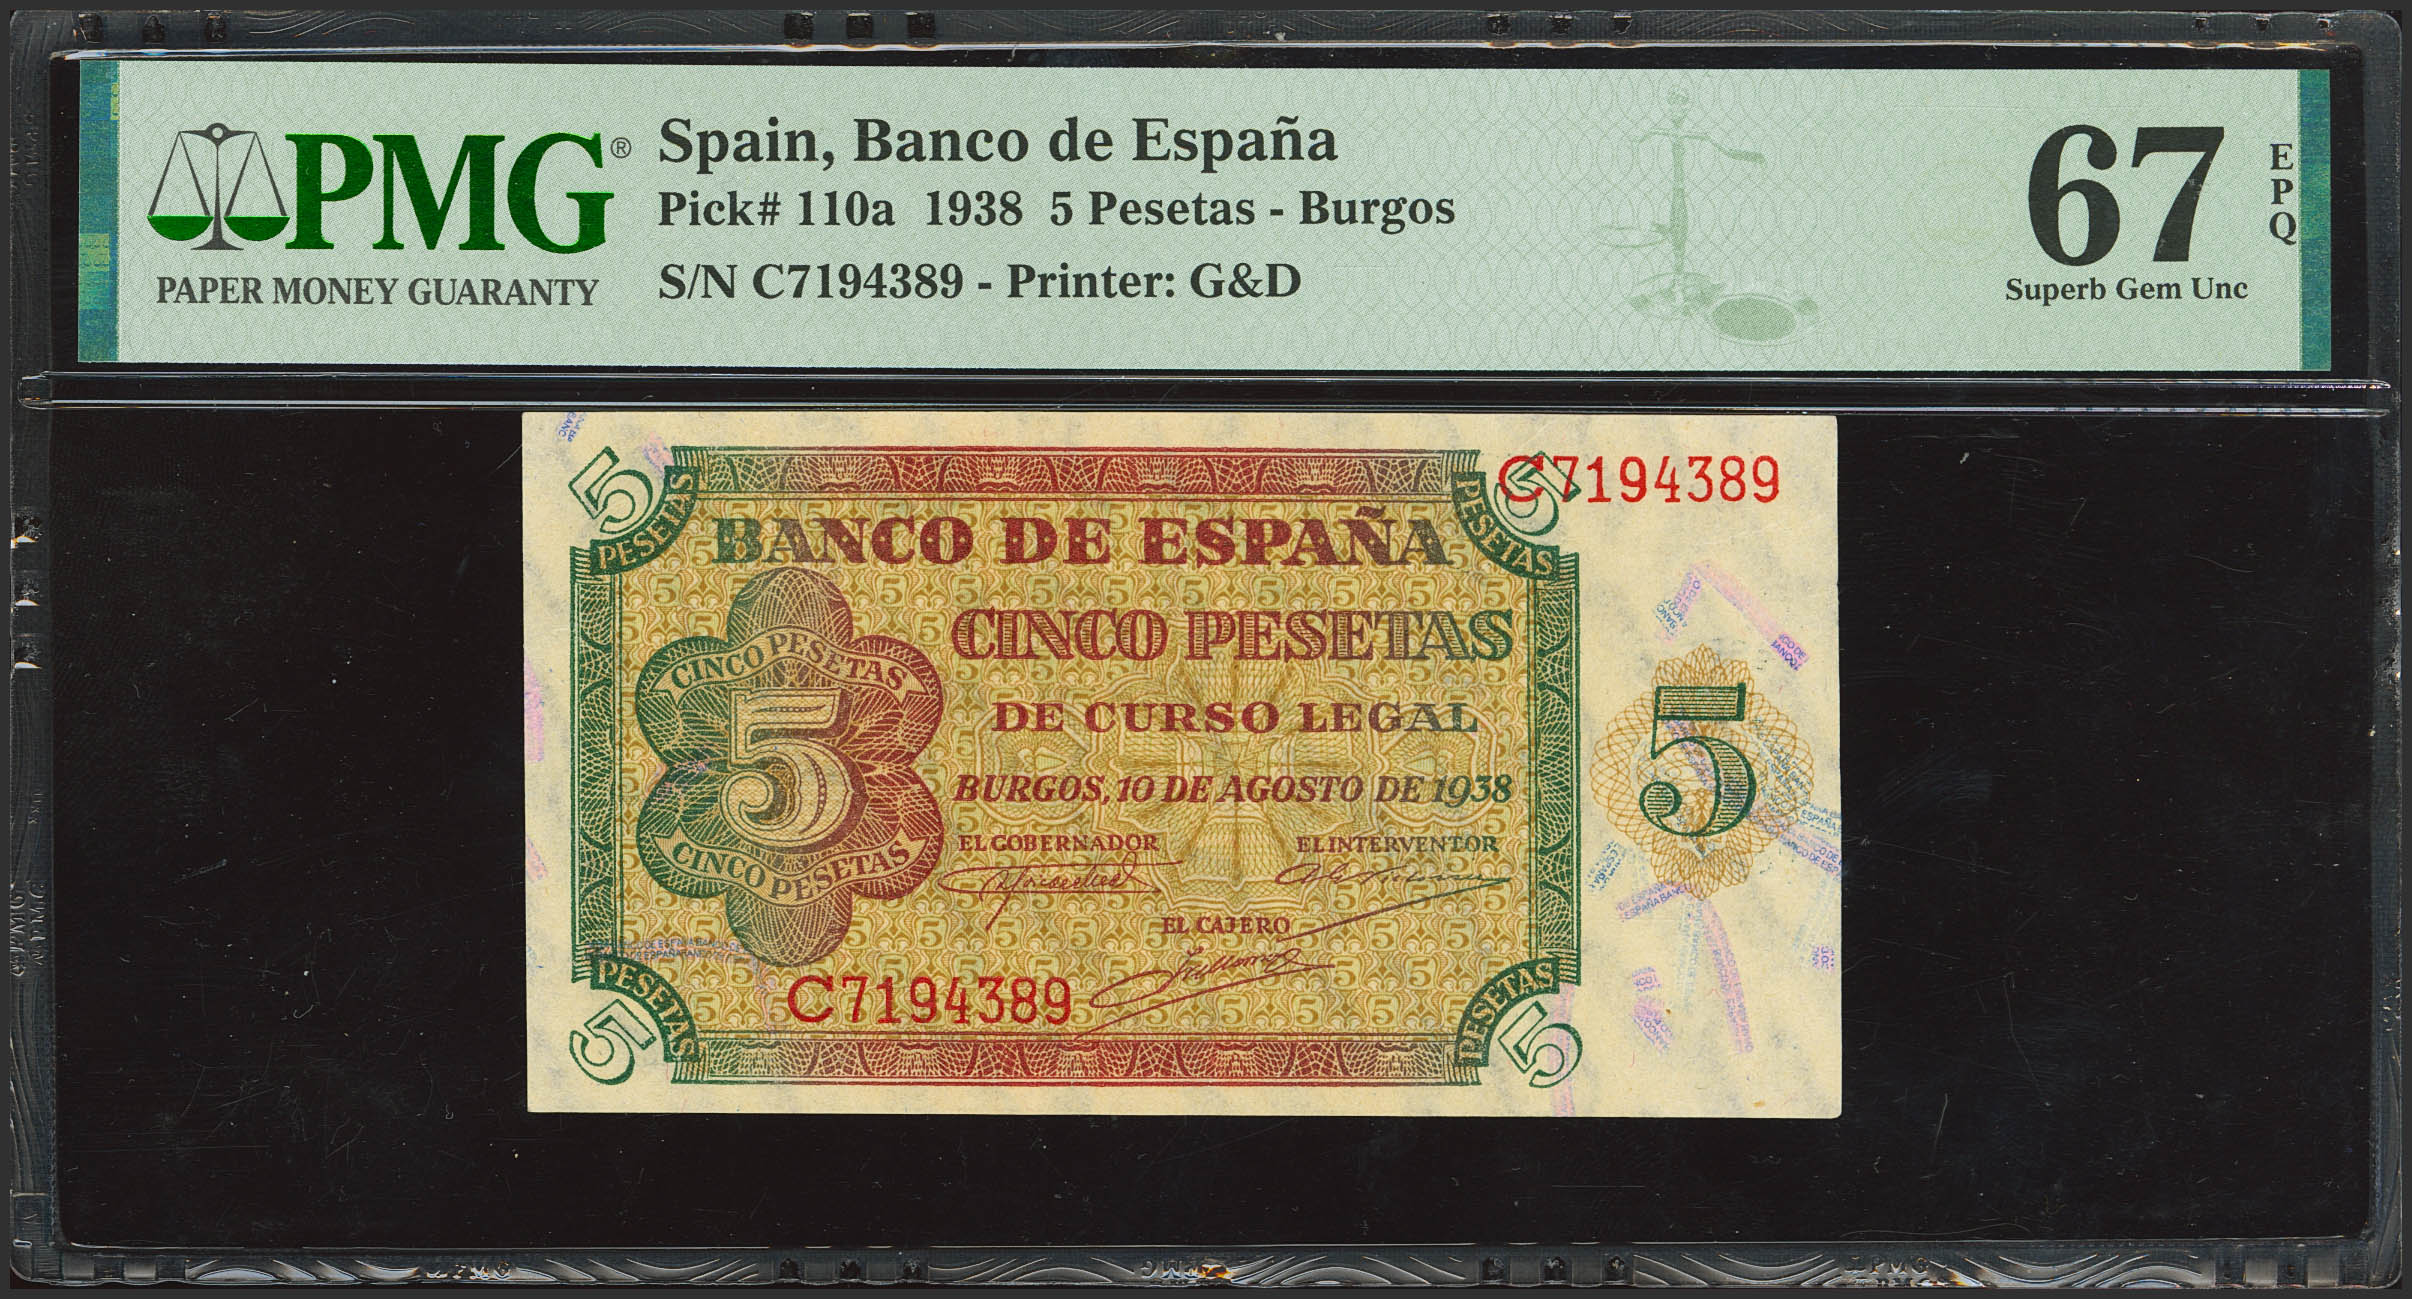 PMG®
PAPER MONEY GUARANTY
Spain, Banco de España
Pick# 110a 1938 5 Pesetas - Burgos
S/N C7194389 - Printer: G&D
67
EPQ
Superb Gem Unc
5 PESETAS
5 PESETAS
C7194389
BANCO DE ESPAÑA
CINCO PESETAS
DE CURSO LEGAL
CINCO PESETAS
5
CINCO PESETAS
5
BURGOS, 10 DE AGOSTO DE 1938
EL GOBERNADOR
EL INTERVENTOR
EL CAJERO
C7194389
PESETAS 5
PESETAS 5
PMG